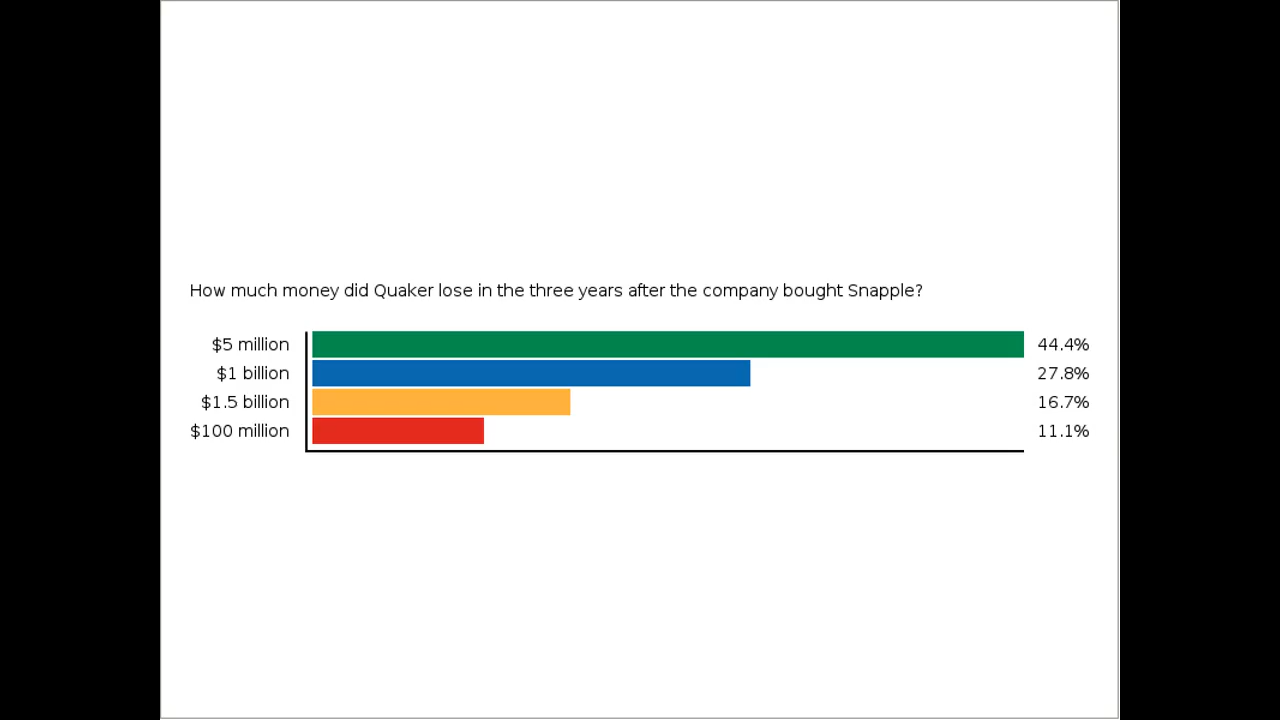 How much money did Quaker lose in the three years after the company bought Snapple?
$5 million 44.4%
$1 billion 27.8%
$1.5 billion 16.7%
$100 million 11.1%